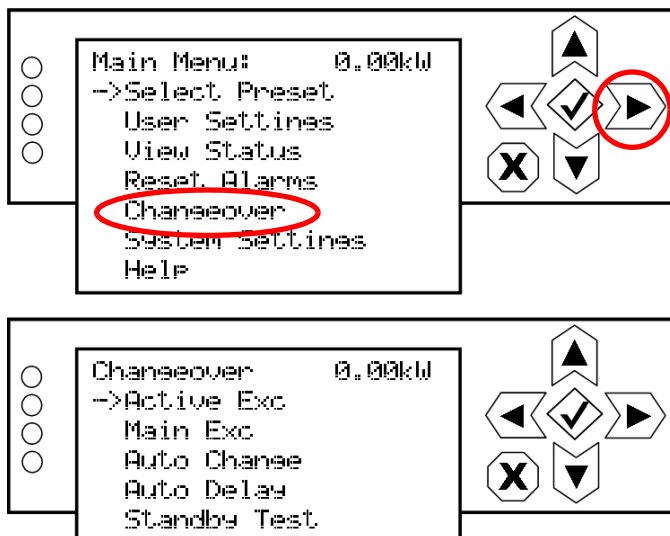 Main Menu: 0.00kW
->Select Preset
User Settings
View Status
Reset Alarms
Changeover
System Settings
Help
X
Changeover 0.00kW
->Active Exc
Main Exc
Auto Change
Auto Delay
Standby Test
X